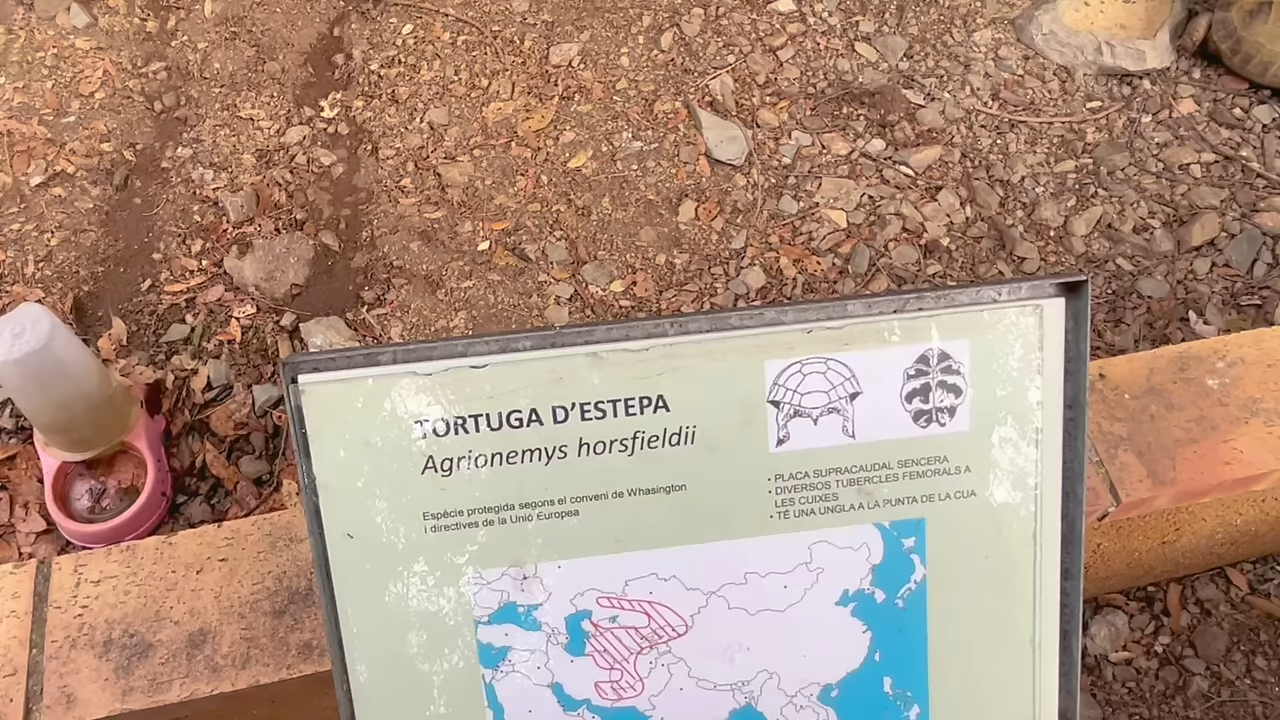 TORTUGA D'ESTEPA
Agrionemys horsfieldii
Espècie protegida segons el conveni de Whasington
i directives de la Unió Europea
• PLACA SUPRACAUDAL SENCERA
• DIVERSOS TUBERCLES FEMORALS A
LES CUIXES
• TÉ UNA UNGLA A LA PUNTA DE LA CUA